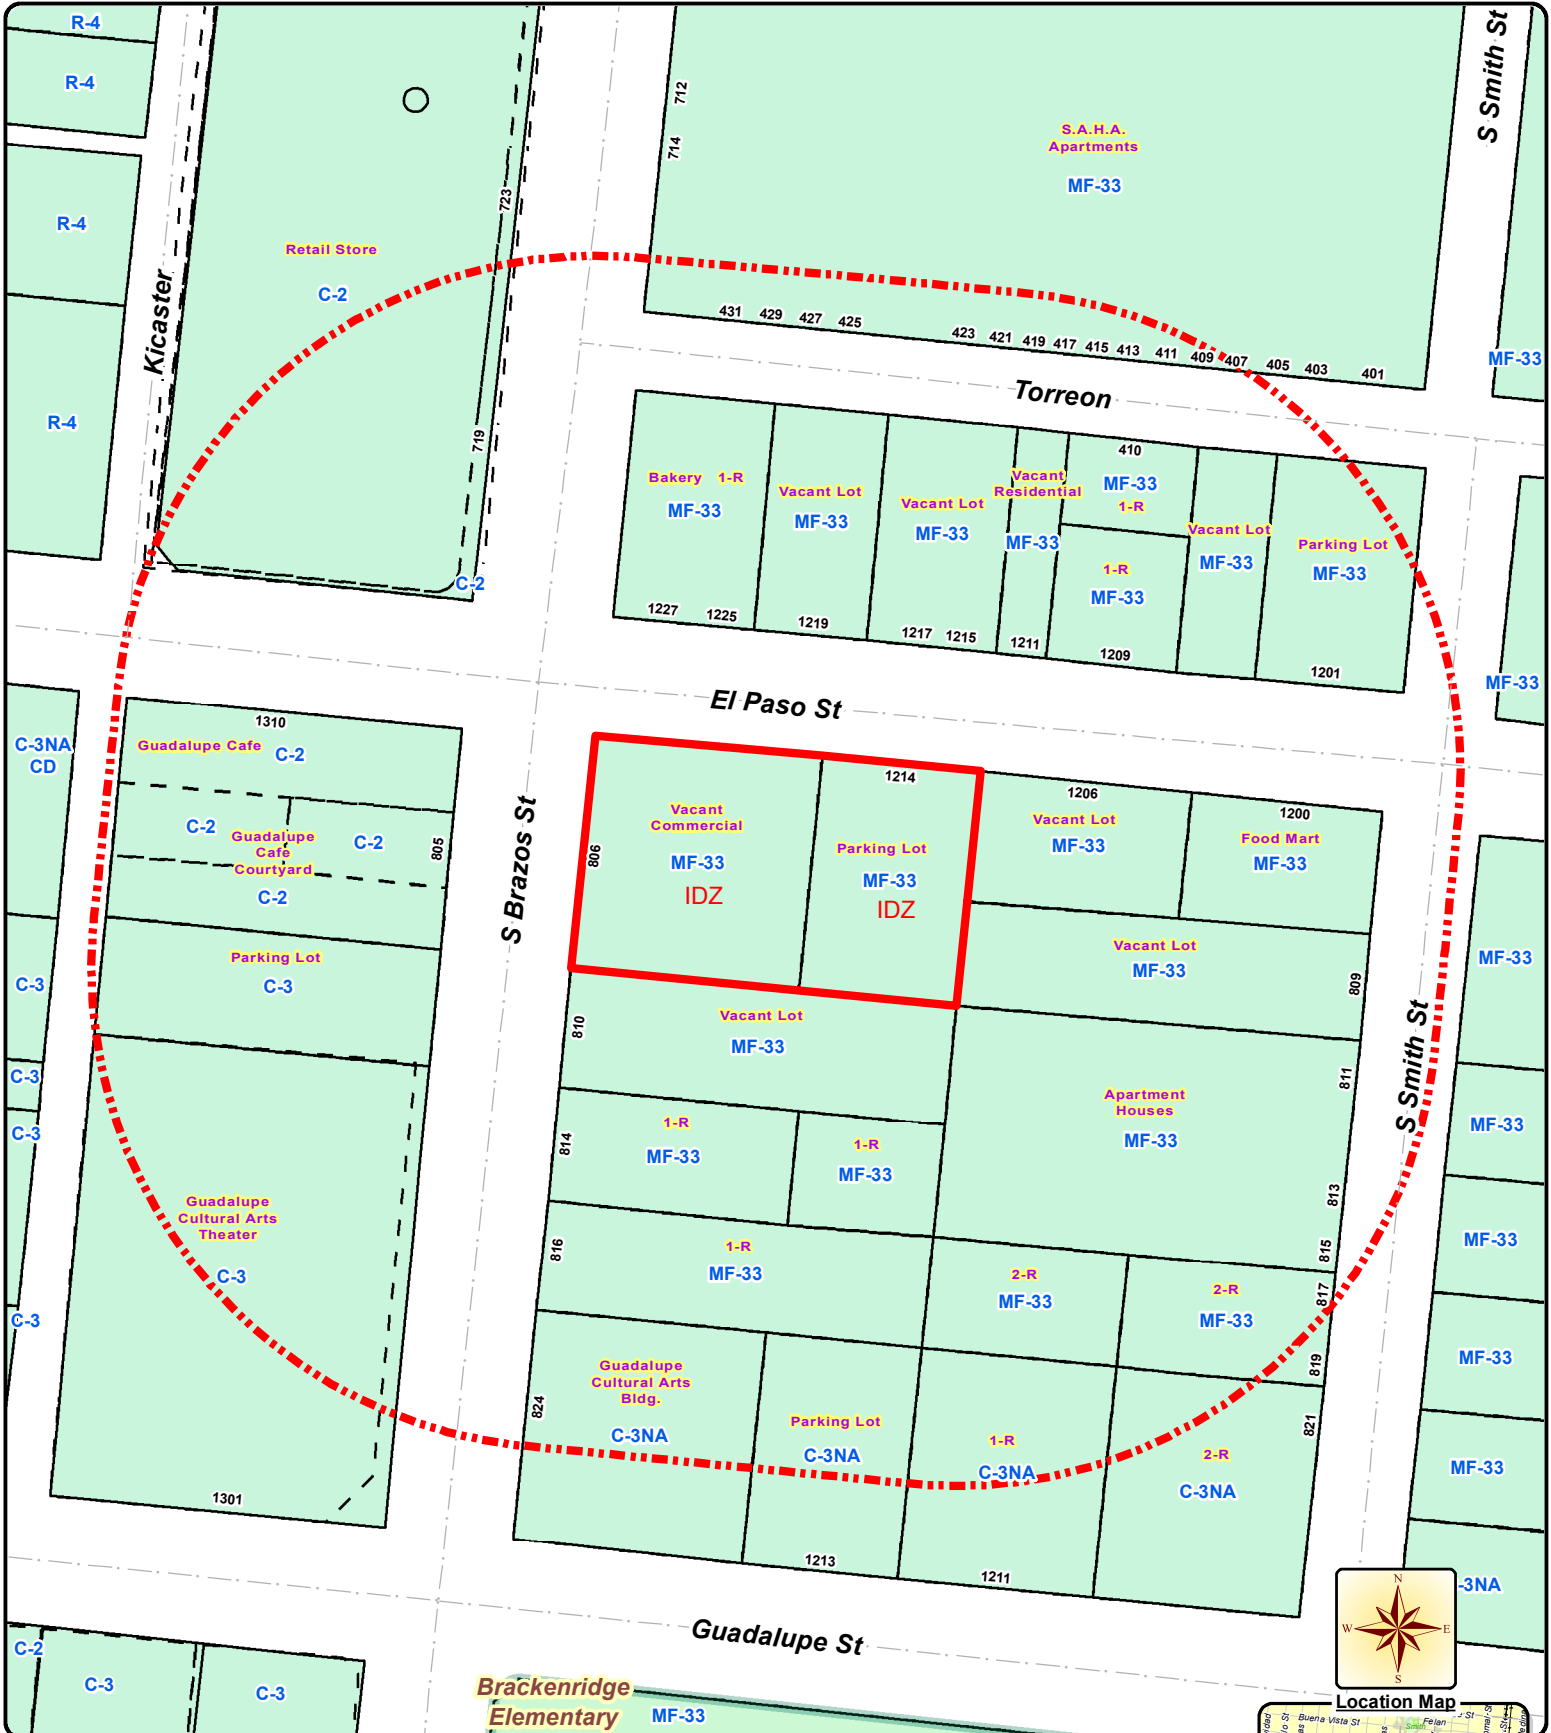 R-4
R-4
R-4
R-4
R-4
Kicaster
Retail Store
C-2
723
719
C-2
712
714
S.A.H.A.
Apartments
MF-33
S Smith St
MF-33
431 429 427 425 423 421 419 417 415 413 411 409 407 405 403 401
Torreon
Bakery 1-R
MF-33
Vacant Lot
MF-33
Vacant Lot
MF-33
Vacant
Residential
MF-33
410
MF-33
1-R
1-R
MF-33
Vacant Lot
MF-33
Parking Lot
MF-33
1227 1225 1219 1217 1215 1211 1209 1201
MF-33
El Paso St
C-3NA
CD
1310
Guadalupe Cafe
C-2
C-2
Guadalupe
Cafe
Courtyard
C-2
805
C-2
Parking Lot
C-3
S Brazos St
806
Vacant
Commercial
MF-33
IDZ
1214
Parking Lot
MF-33
IDZ
1206
Vacant Lot
MF-33
1200
Food Mart
MF-33
Vacant Lot
MF-33
809
MF-33
C-3
C-3
C-3
C-3
810
Vacant Lot
MF-33
Apartment
Houses
MF-33
811
813
815
S Smith St
MF-33
MF-33
MF-33
MF-33
814
1-R
MF-33
1-R
MF-33
816
1-R
MF-33
2-R
MF-33
2-R
MF-33
817
819
Guadalupe
Cultural Arts
Theater
C-3
1301
824
Guadalupe
Cultural Arts
Bldg.
C-3NA
Parking Lot
C-3NA
1-R
C-3NA
2-R
C-3NA
821
1213
1211
Guadalupe St
-3NA
N
W
E
S
Location Map
C-2
C-3
C-3
Brackenridge
Elementary
MF-33
Buena Vista St
Felan
Smith